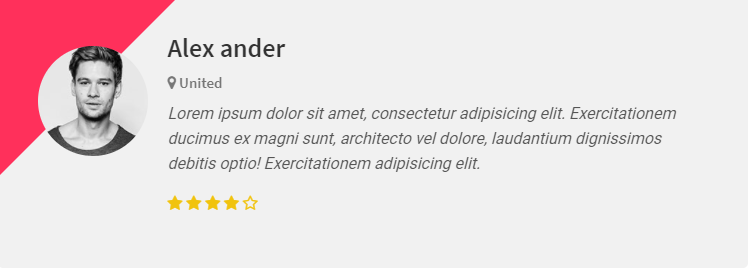 Alex ander
United
Lorem ipsum dolor sit amet, consectetur adipisicing elit. Exercitationem
ducimus ex magni sunt, architecto vel dolore, laudantium dignissimos
debitis optio! Exercitationem adipisicing elit.